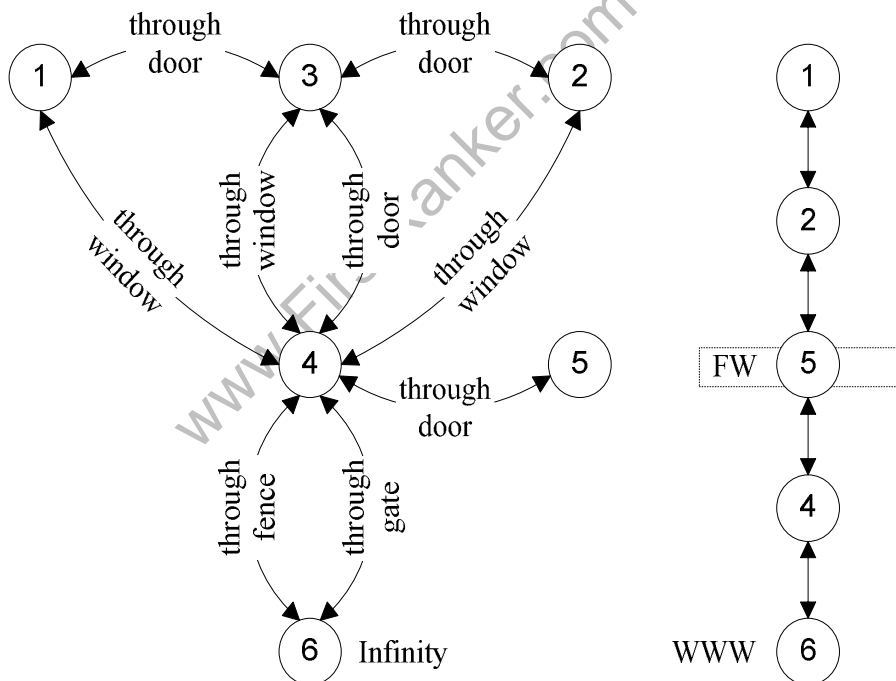 through
door
through
door
1
3
2
1
through
window
through
window
through
door
through
window
2
4
5
FW
5
through
door
through
fence
through
gate
4
6
Infinity
WWW
6